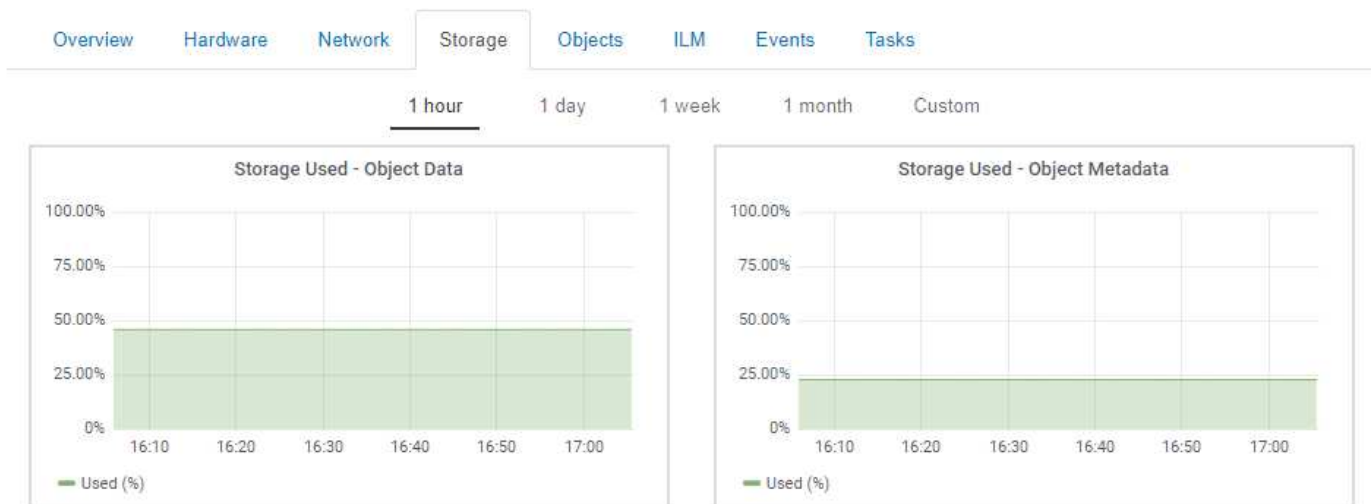 Overview Hardware Network Storage Objects ILM Events Tasks
1 hour 1 day 1 week 1 month Custom
Storage Used - Object Data
100.00%
75.00%
50.00%
25.00%
0%
16:10 16:20 16:30 16:40 16:50 17:00
Used (%)
Storage Used - Object Metadata
100.00%
75.00%
50.00%
25.00%
0%
16:10 16:20 16:30 16:40 16:50 17:00
Used (%)